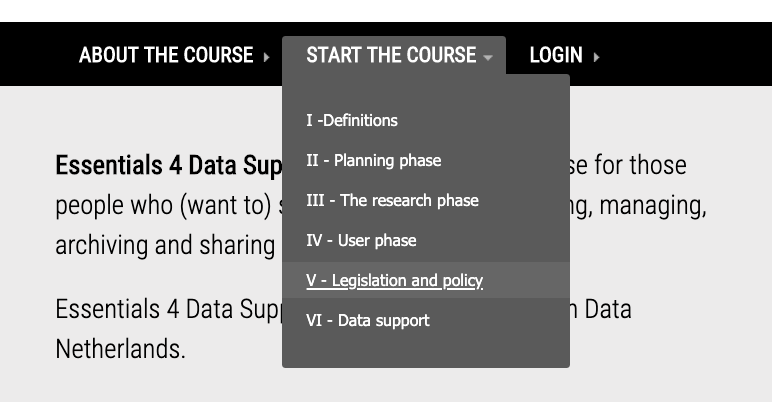 ABOUT THE COURSE START THE COURSE LOGIN
I -Definitions
II - Planning phase
III - The research phase
IV - User phase
V - Legislation and policy
VI - Data support
Essentials 4 Data Sup se for those
people who (want to) ng, managing,
archiving and sharing
Essentials 4 Data Sup Data
Netherlands.